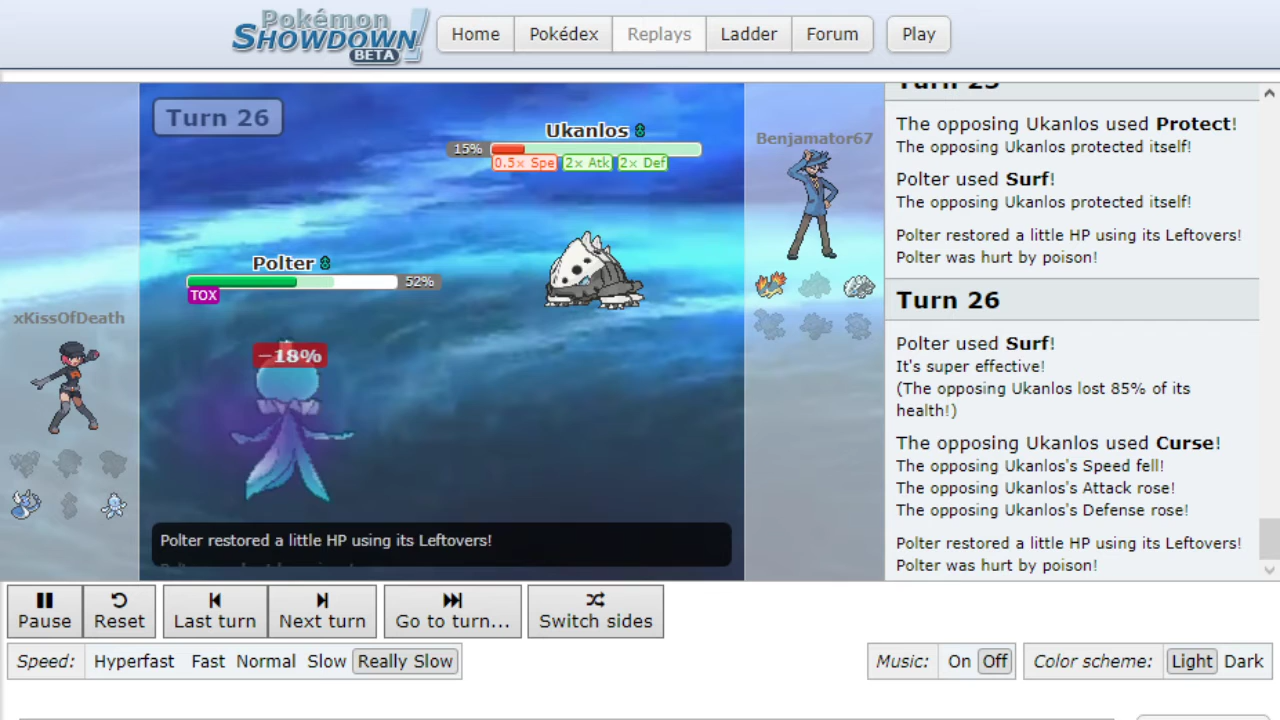 Pokémon
SHOWDOWN!
BETA
Home
Pokédex
Replays
Ladder
Forum
Play
Turn 26
Ukanlos
15%
0.5× Spe
2× Atk
2× Def
Polter
52%
TOX
−18%
xKissOfDeath
Benjamator67
Polter restored a little HP using its Leftovers!
Turn 25
The opposing Ukanlos used Protect!
The opposing Ukanlos protected itself!
Polter used Surf!
The opposing Ukanlos protected itself!
Polter restored a little HP using its Leftovers!
Polter was hurt by poison!
Turn 26
Polter used Surf!
It's super effective!
(The opposing Ukanlos lost 85% of its
health!)
The opposing Ukanlos used Curse!
The opposing Ukanlos's Speed fell!
The opposing Ukanlos's Attack rose!
The opposing Ukanlos's Defense rose!
Polter restored a little HP using its Leftovers!
Polter was hurt by poison!
Pause
Reset
Last turn
Next turn
Go to turn...
Switch sides
Speed:
Hyperfast
Fast
Normal
Slow
Really Slow
Music:
On
Off
Color scheme:
Light
Dark